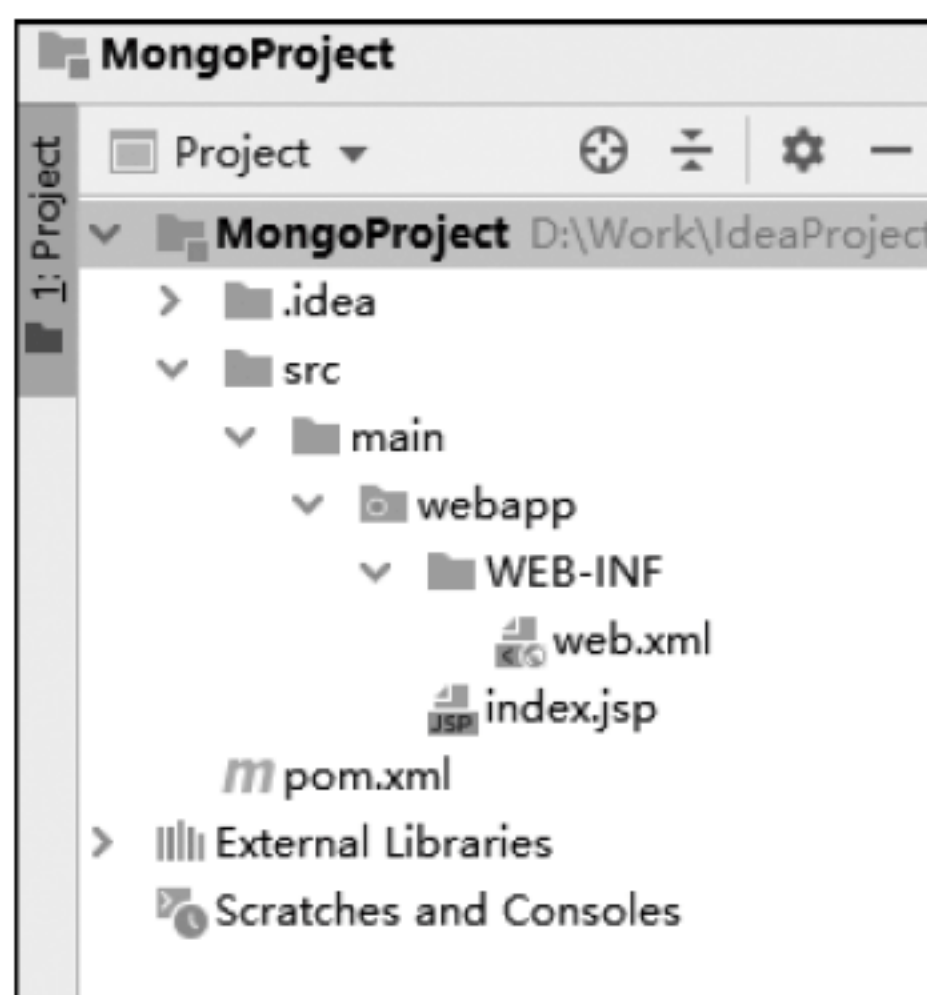 MongoProject
1: Project
Project
MongoProject D:\Work\IdeaProject
.idea
src
main
webapp
WEB-INF
web.xml
JSP index.jsp
m pom.xml
External Libraries
Scratches and Consoles